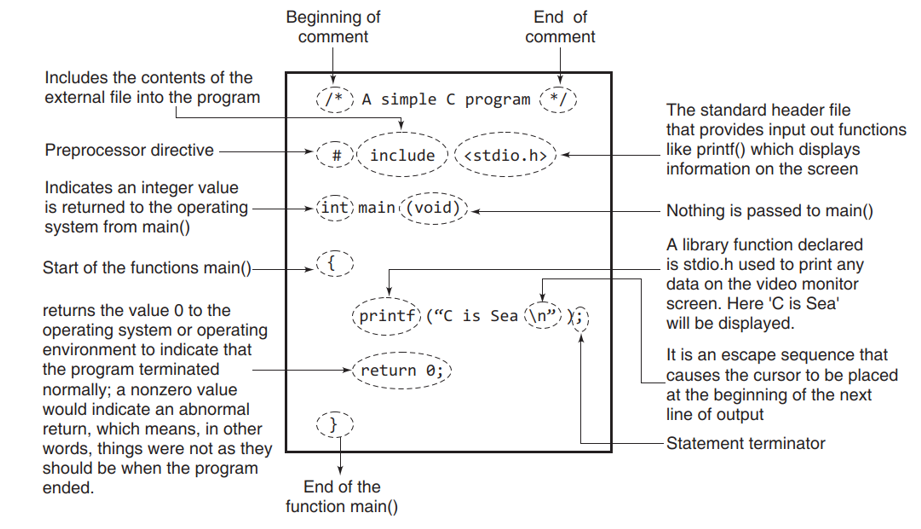 Beginning of
comment
End of
comment
Includes the contents of the
external file into the program
/* A simple C program */
The standard header file
that provides input out functions
like printf() which displays
information on the screen
Preprocessor directive
# include <stdio.h>
Indicates an integer value
is returned to the operating
system from main()
int main (void)
Nothing is passed to main()
Start of the functions main()
{
A library function declared
is stdio.h used to print any
data on the video monitor
screen. Here 'C is Sea'
will be displayed.
printf (“C is Sea \n” );
returns the value 0 to the
operating system or operating
environment to indicate that
the program terminated
normally; a nonzero value
would indicate an abnormal
return, which means, in other
words, things were not as they
should be when the program
ended.
return 0;
It is an escape sequence that
causes the cursor to be placed
at the beginning of the next
line of output
}
Statement terminator
End of the
function main()